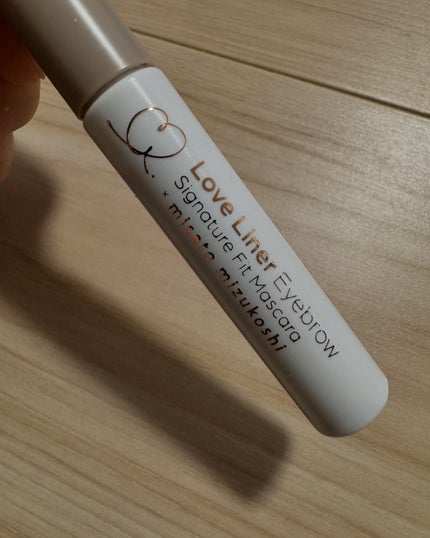 Love Liner Eyebrow
Signature Fit Mascara
× misato mizukoshi